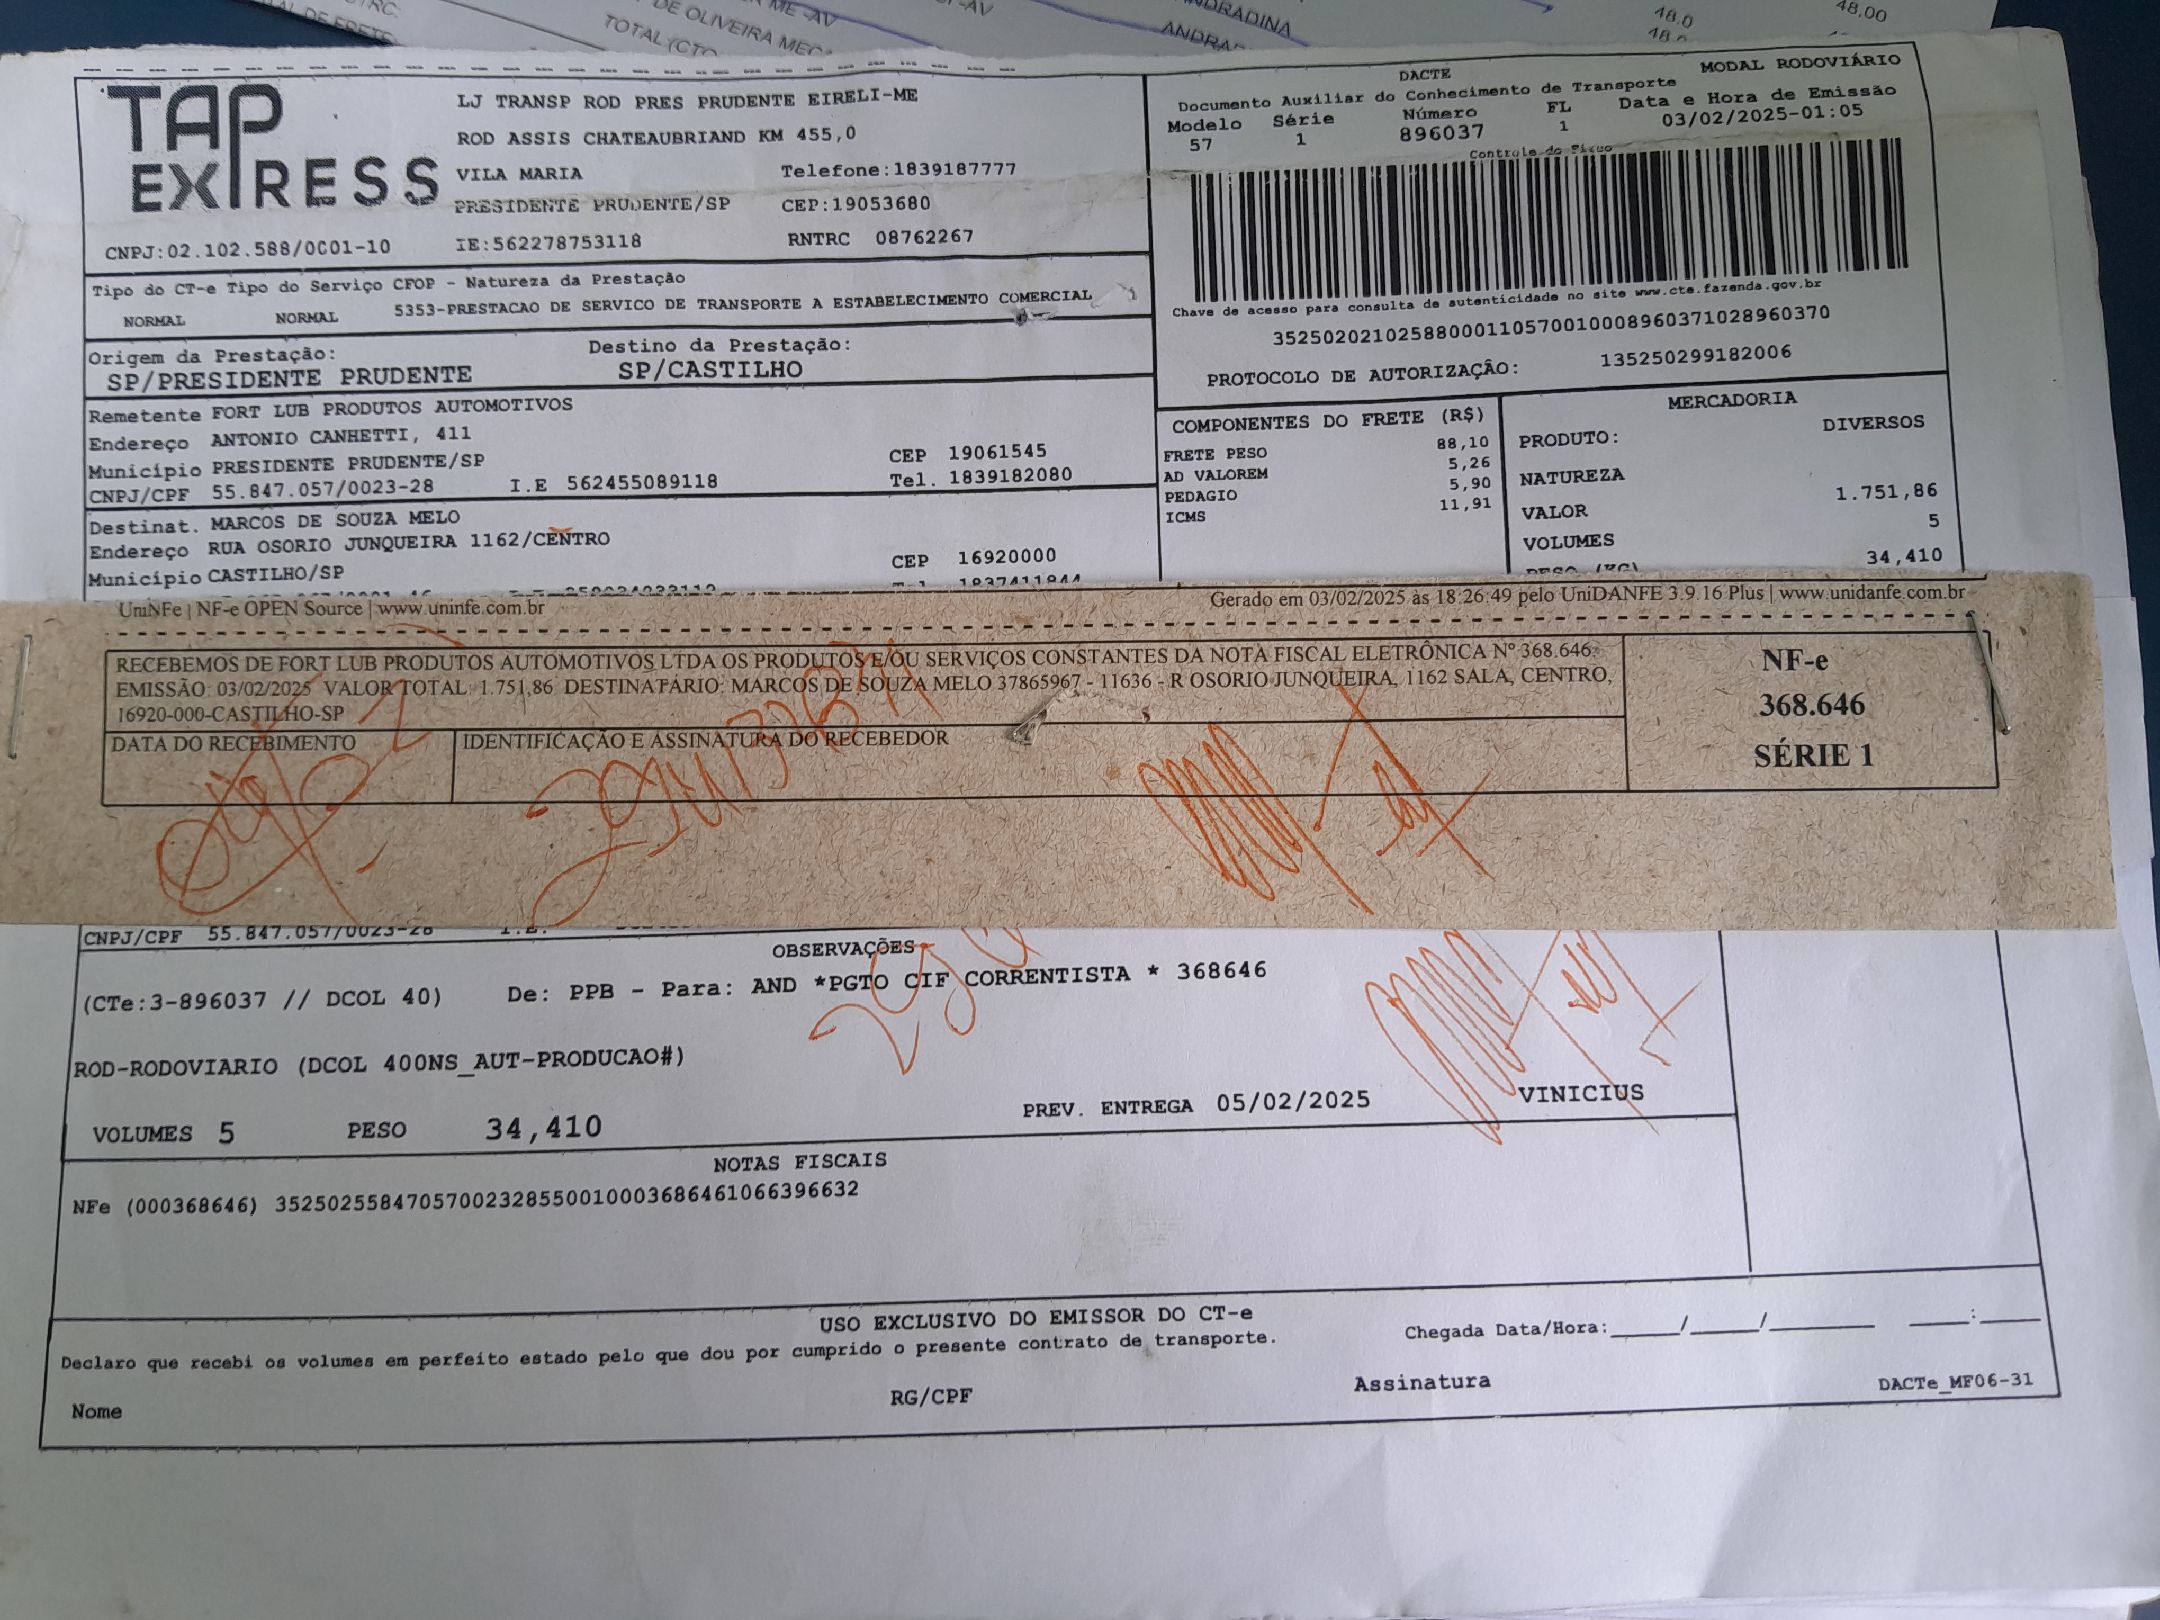 TAP
EXPRESS
LJ TRANSP ROD PRES PRUDENTE EIRELI-ME
ROD ASSIS CHATEAUBRIAND KM 455,0
VILA MARIA Telefone:1839187777
PRESIDENTE PRUDENTE/SP CEP:19053680
CNPJ:02.102.588/0001-10 IE:562278753118 RNTRC 08762267
DACTE MODAL RODOVIÁRIO
Documento Auxiliar do Conhecimento de Transporte
Modelo Série Número FL Data e Hora de Emissão
57 1 896037 1 03/02/2025-01:05
Controle do Fisco
Chave de acesso para consulta de autenticidade no site www.cte.fazenda.gov.br
35250202102588000110570010008960371028960370
PROTOCOLO DE AUTORIZAÇÂO: 135250299182006
Tipo do CT-e Tipo do Serviço CFOP - Natureza da Prestação
NORMAL NORMAL 5353-PRESTACAO DE SERVICO DE TRANSPORTE A ESTABELECIMENTO COMERCIAL
Origem da Prestação: Destino da Prestação:
SP/PRESIDENTE PRUDENTE SP/CASTILHO
Remetente FORT LUB PRODUTOS AUTOMOTIVOS
Endereço ANTONIO CANHETTI, 411
Município PRESIDENTE PRUDENTE/SP CEP 19061545
CNPJ/CPF 55.847.057/0023-28 I.E 562455089118 Tel. 1839182080
Destinat. MARCOS DE SOUZA MELO
Endereço RUA OSORIO JUNQUEIRA 1162/CENTRO
Município CASTILHO/SP CEP 16920000
Tel 1837411844
COMPONENTES DO FRETE (R$)
FRETE PESO 88,10
AD VALOREM 5,26
PEDAGIO 5,90
ICMS 11,91
MERCADORIA
PRODUTO: DIVERSOS
NATUREZA
VALOR 1.751,86
VOLUMES 5
PESO (KG) 34,410
UniNFe | NF-e OPEN Source | www.uninfe.com.br Gerado em 03/02/2025 às 18:26:49 pelo UniDANFE 3.9.16 Plus | www.unidanfe.com.br
RECEBEMOS DE FORT LUB PRODUTOS AUTOMOTIVOS LTDA OS PRODUTOS E/OU SERVIÇOS CONSTANTES DA NOTA FISCAL ELETRÔNICA Nº 368.646.
EMISSÃO: 03/02/2025 VALOR TOTAL: 1.751,86 DESTINATÁRIO: MARCOS DE SOUZA MELO 37865967 - 11636 - R OSORIO JUNQUEIRA, 1162 SALA, CENTRO,
16920-000-CASTILHO-SP
DATA DO RECEBIMENTO IDENTIFICAÇÃO E ASSINATURA DO RECEBEDOR
NF-e
368.646
SÉRIE 1
CNPJ/CPF 55.847.057/0023-28 I.E.
OBSERVAÇÕES
(CTe:3-896037 // DCOL 40) De: PPB - Para: AND *PGTO CIF CORRENTISTA * 368646
ROD-RODOVIARIO (DCOL 400NS_AUT-PRODUCAO#)
PREV. ENTREGA 05/02/2025 VINICIUS
VOLUMES 5 PESO 34,410
NOTAS FISCAIS
NFe (000368646) 35250255847057002328550010003686461066396632
USO EXCLUSIVO DO EMISSOR DO CT-e
Declaro que recebi os volumes em perfeito estado pelo que dou por cumprido o presente contrato de transporte.
Chegada Data/Hora:_____/_____/________ ____:____
Nome RG/CPF Assinatura DACTe_MF06-31